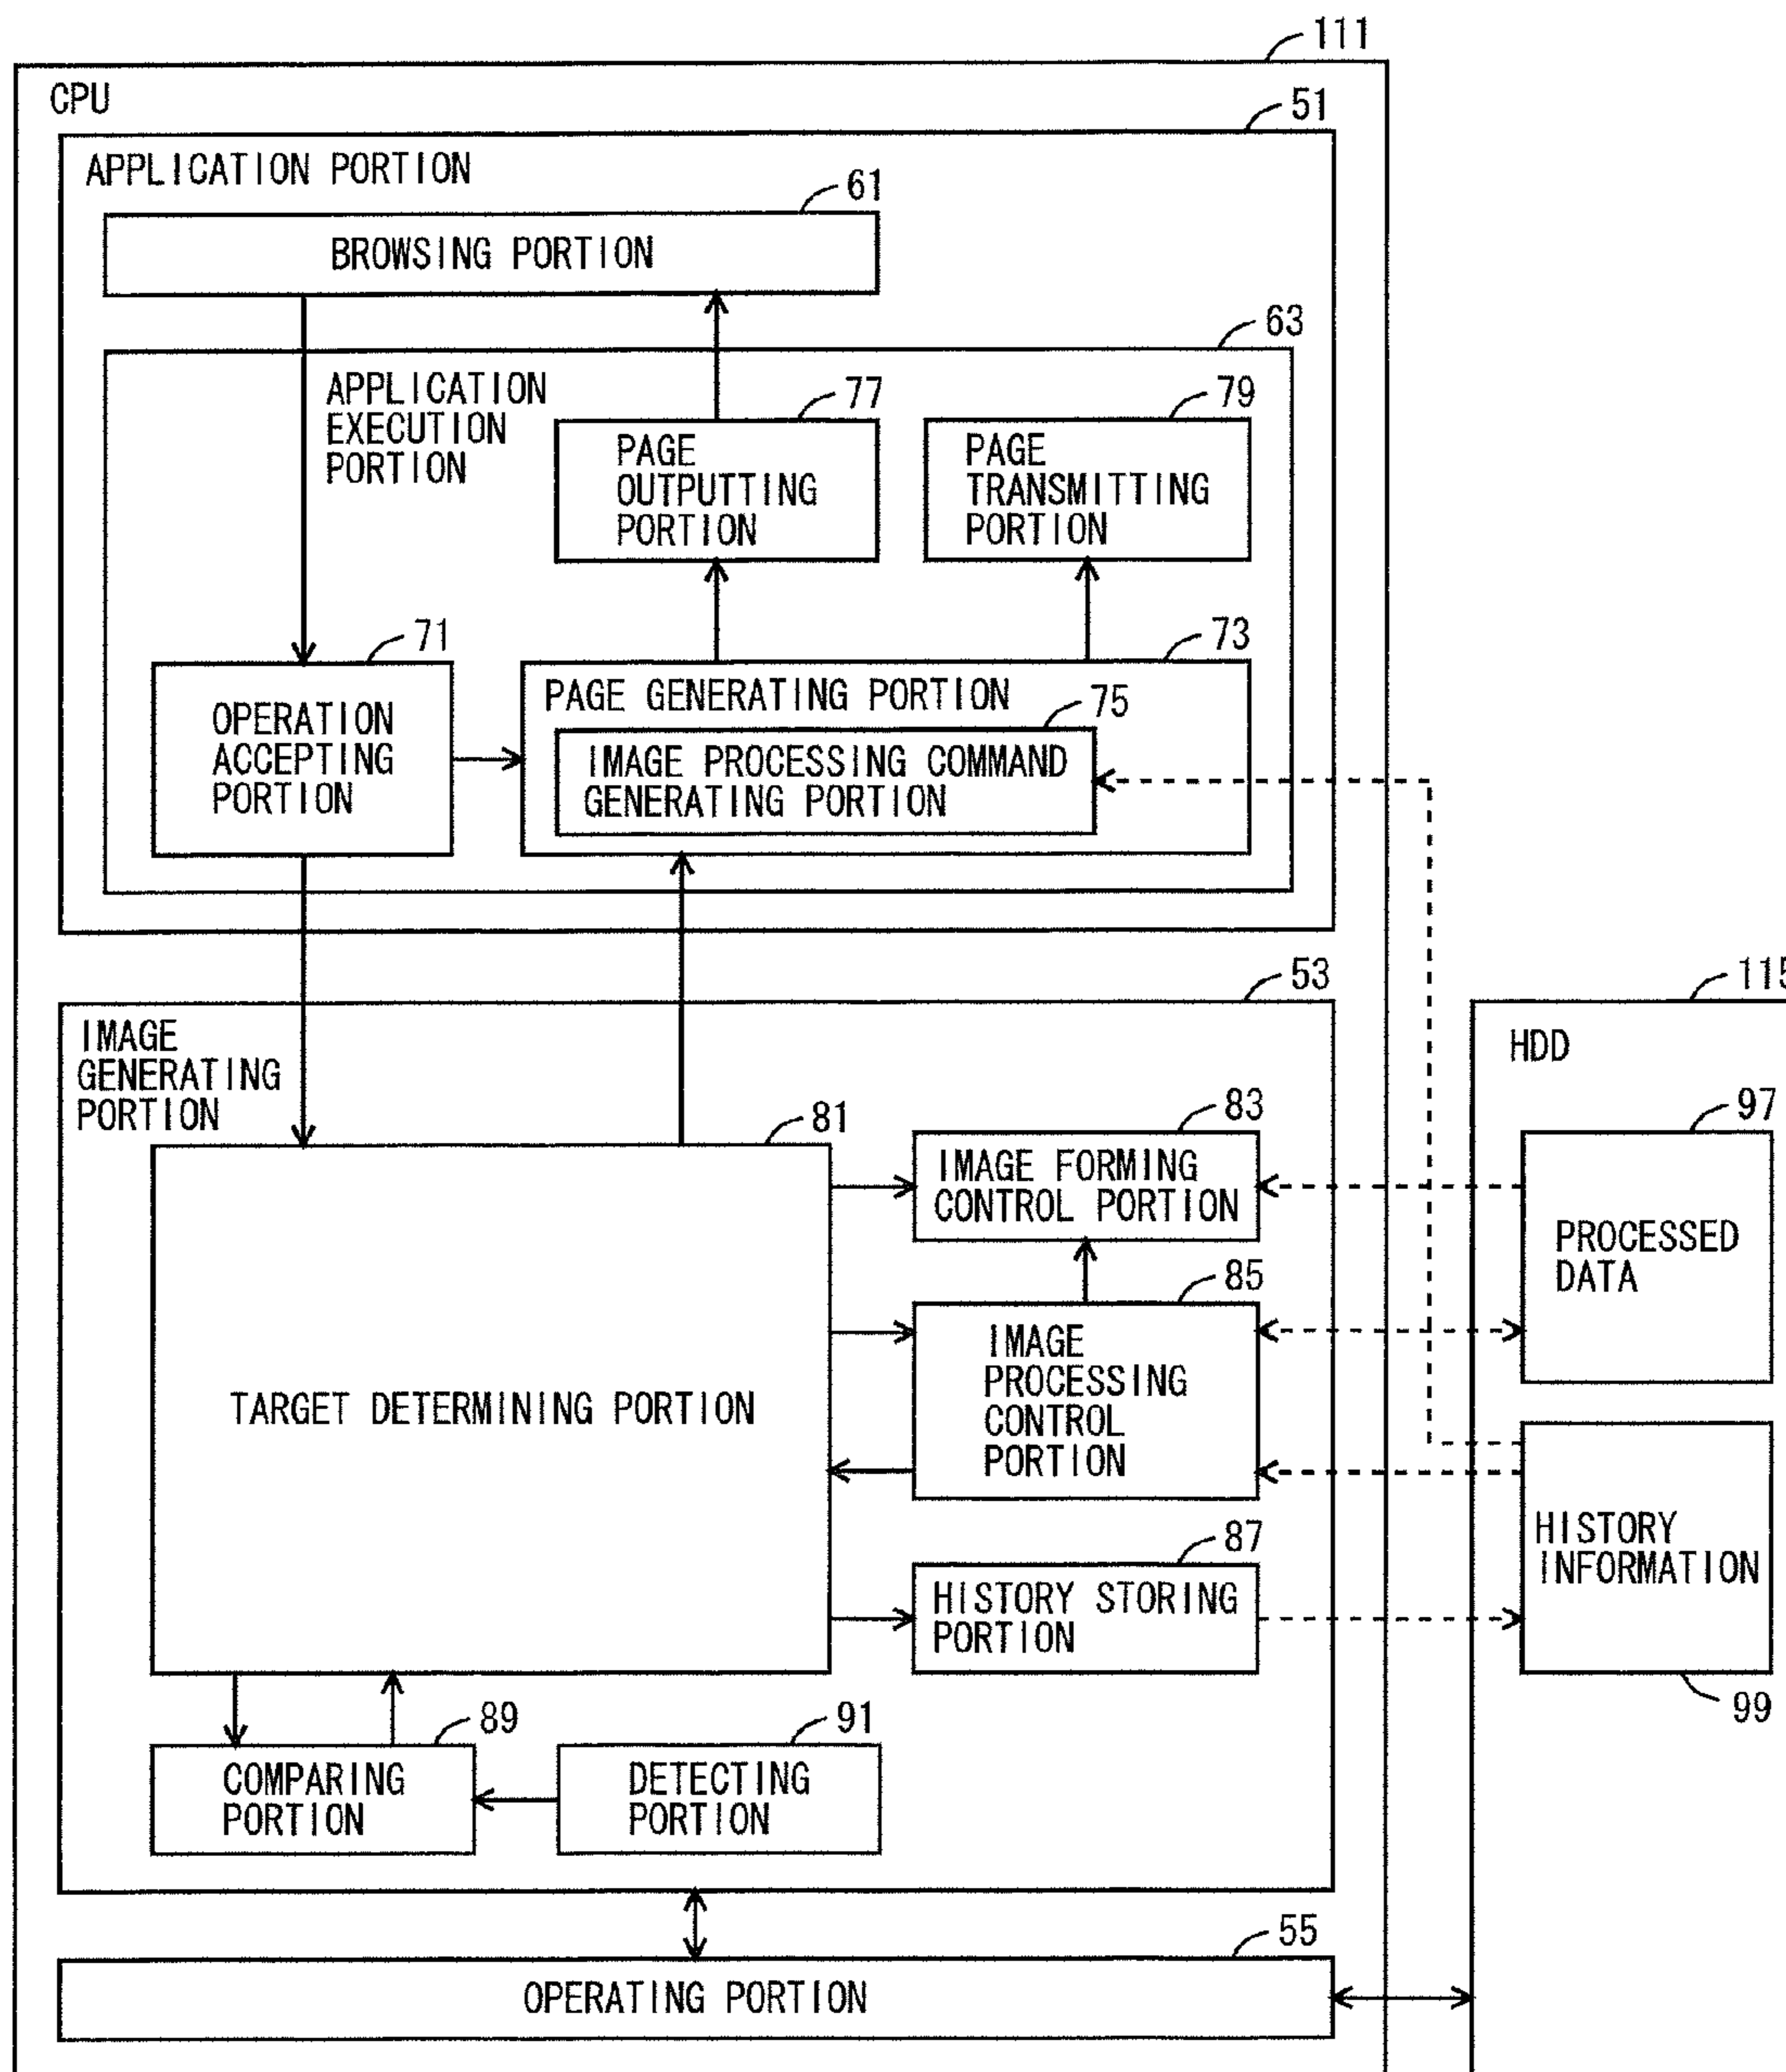 111
CPU
51
APPLICATION PORTION
61
BROWSING PORTION
63
APPLICATION
EXECUTION
PORTION
77
PAGE
OUTPUTTING
PORTION
79
PAGE
TRANSMITTING
PORTION
71
OPERATION
ACCEPTING
PORTION
73
PAGE GENERATING PORTION
75
IMAGE PROCESSING COMMAND
GENERATING PORTION
53
IMAGE
GENERATING
PORTION
115
HDD
81
TARGET DETERMINING PORTION
83
IMAGE FORMING
CONTROL PORTION
97
PROCESSED
DATA
85
IMAGE
PROCESSING
CONTROL
PORTION
HISTORY
INFORMATION
99
87
HISTORY STORING
PORTION
89
COMPARING
PORTION
91
DETECTING
PORTION
55
OPERATING PORTION